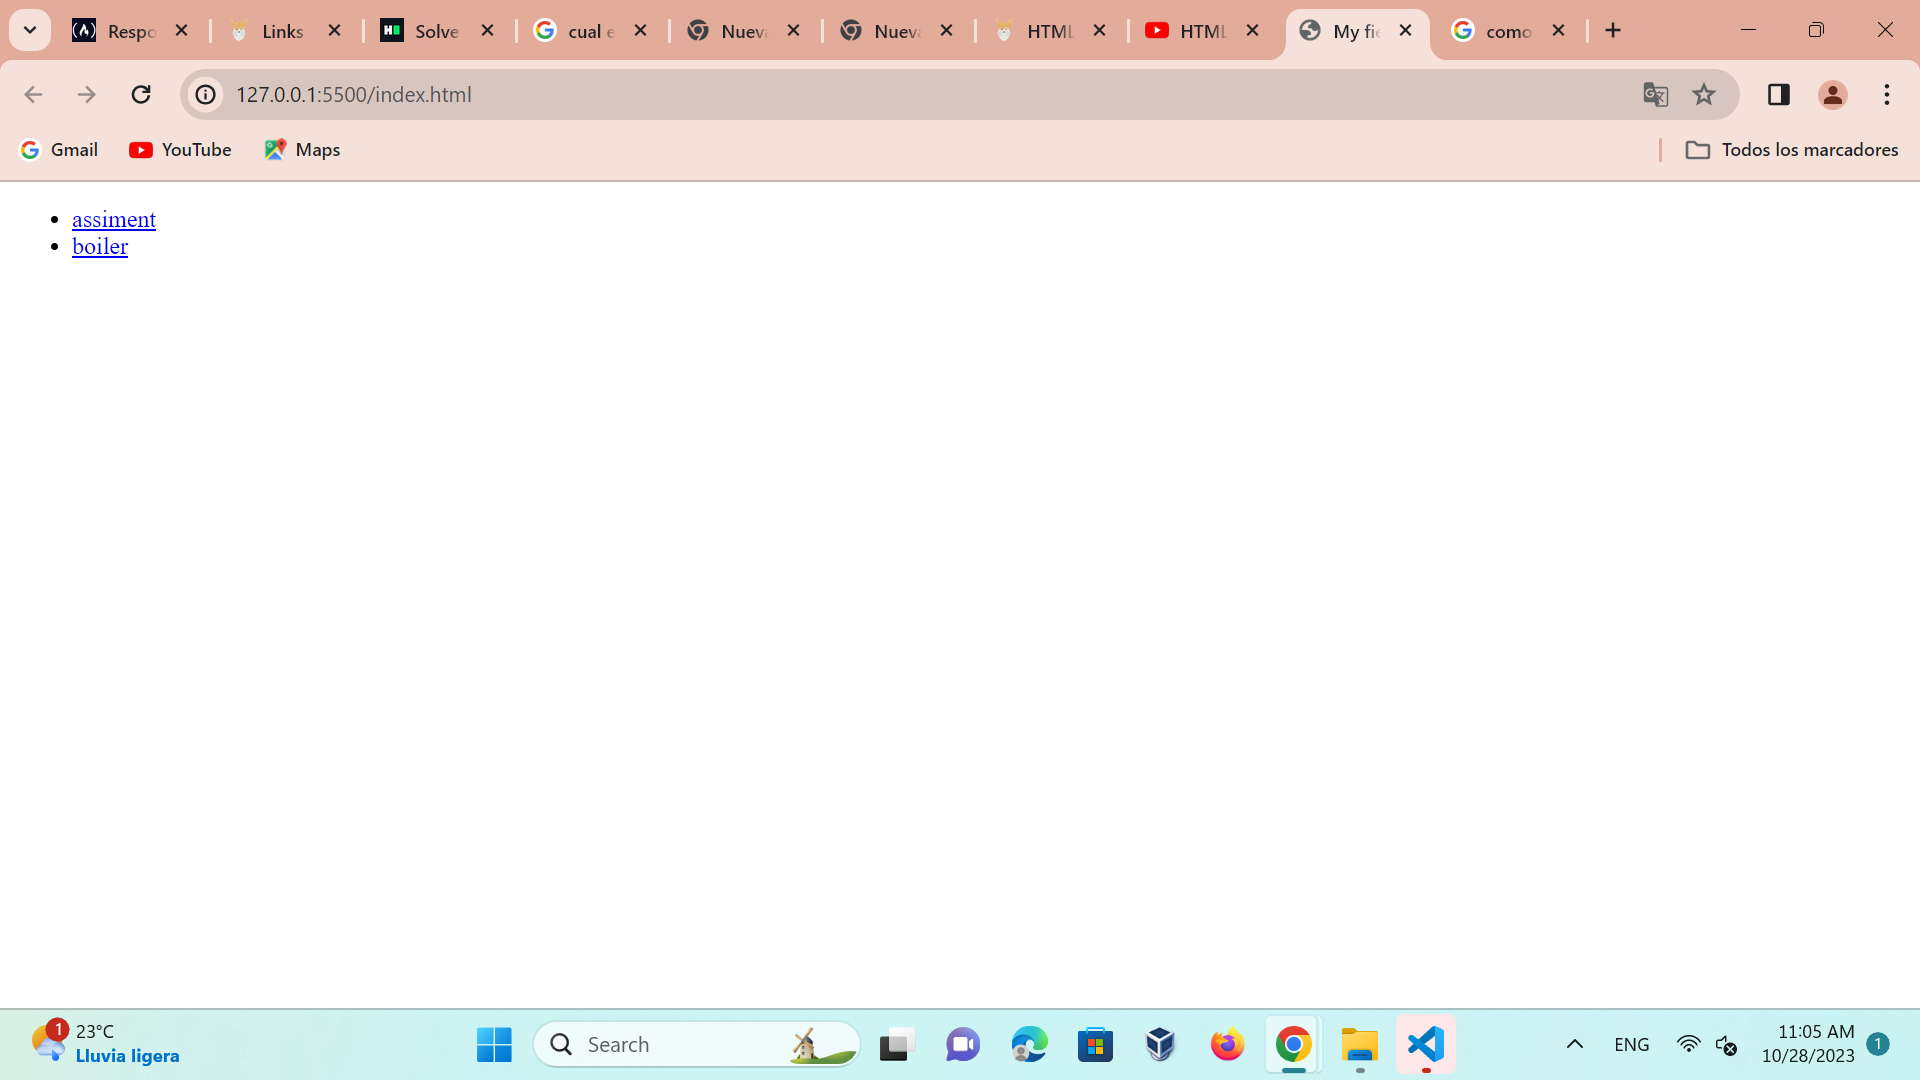 Respo
Links
Solve
cual e
Nueva
Nueva
HTML
HTML
My fie
como
127.0.0.1:5500/index.html
Gmail
YouTube
Maps
Todos los marcadores
assiment
boiler
1
23°C
Lluvia ligera
Search
ENG
11:05 AM
10/28/2023
1